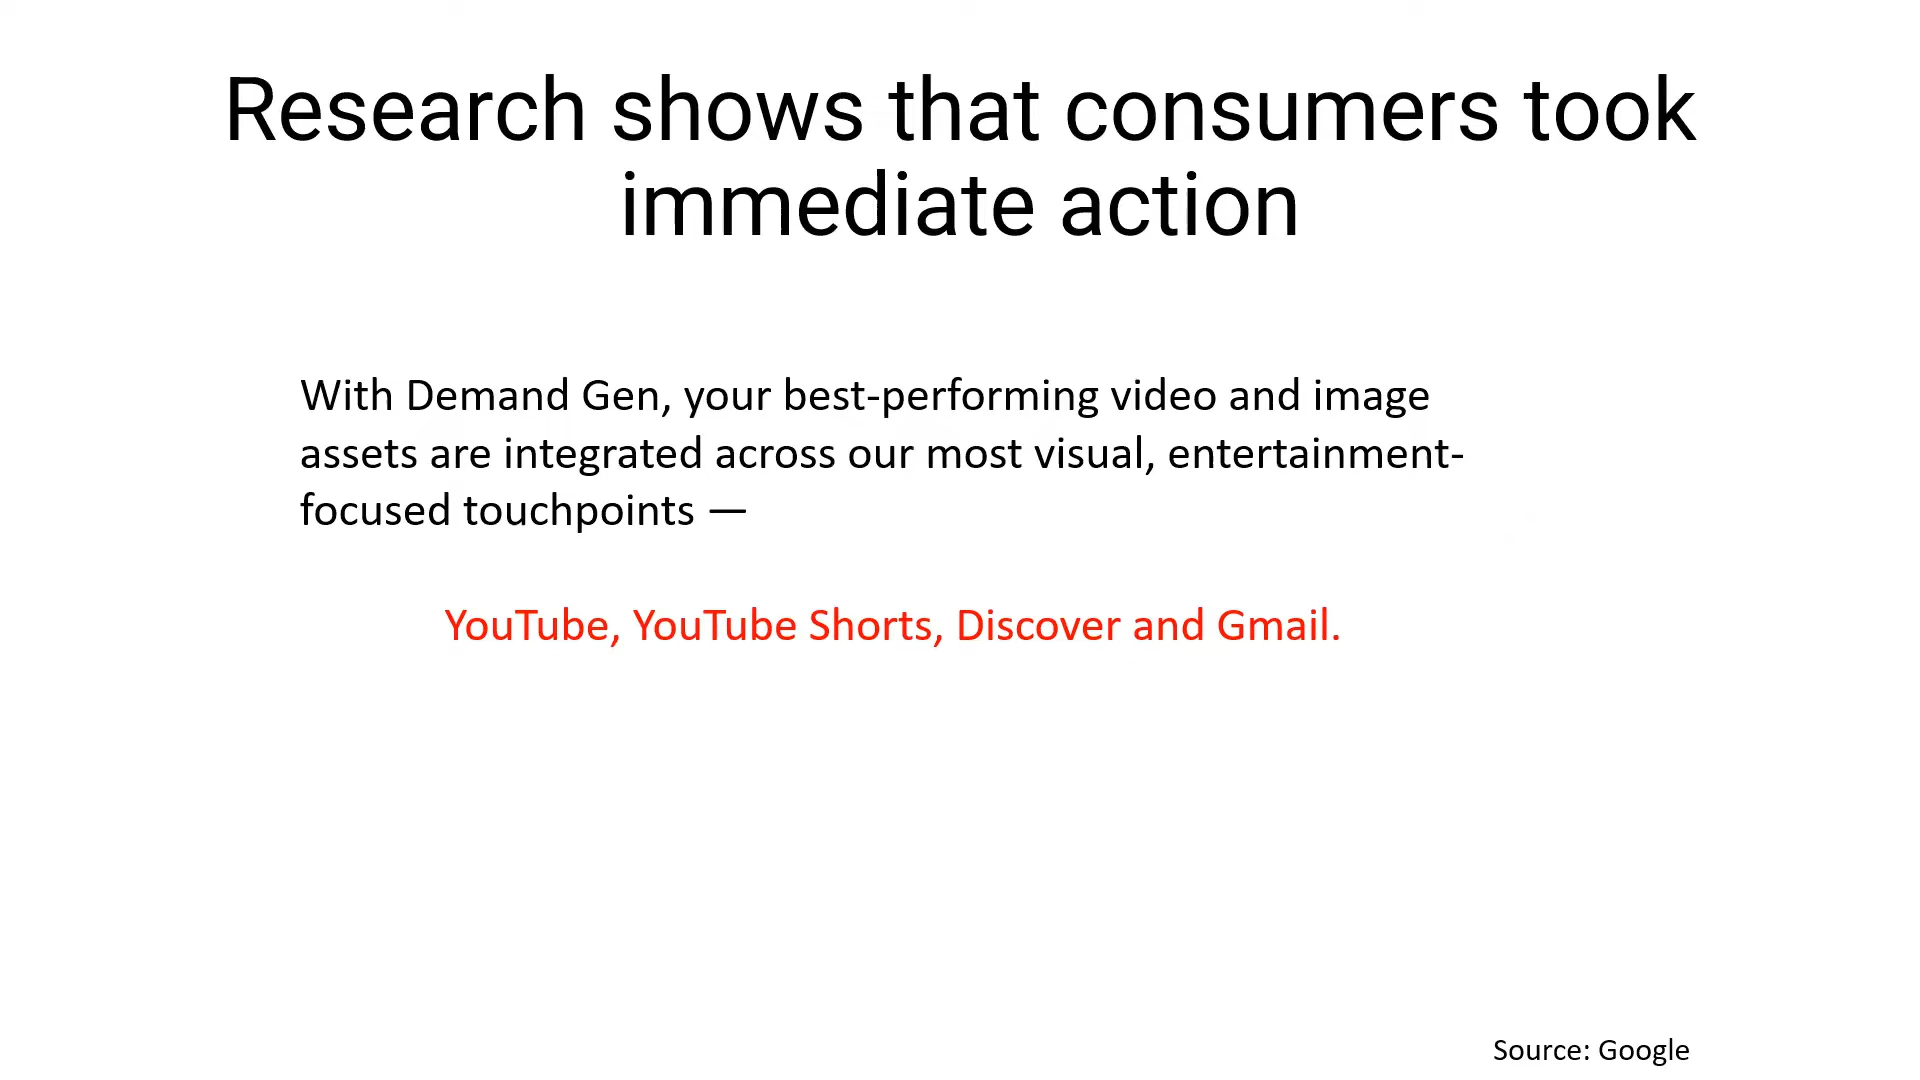 Research shows that consumers took
immediate action
With Demand Gen, your best-performing video and image
assets are integrated across our most visual, entertainment-
focused touchpoints —
YouTube, YouTube Shorts, Discover and Gmail.
Source: Google